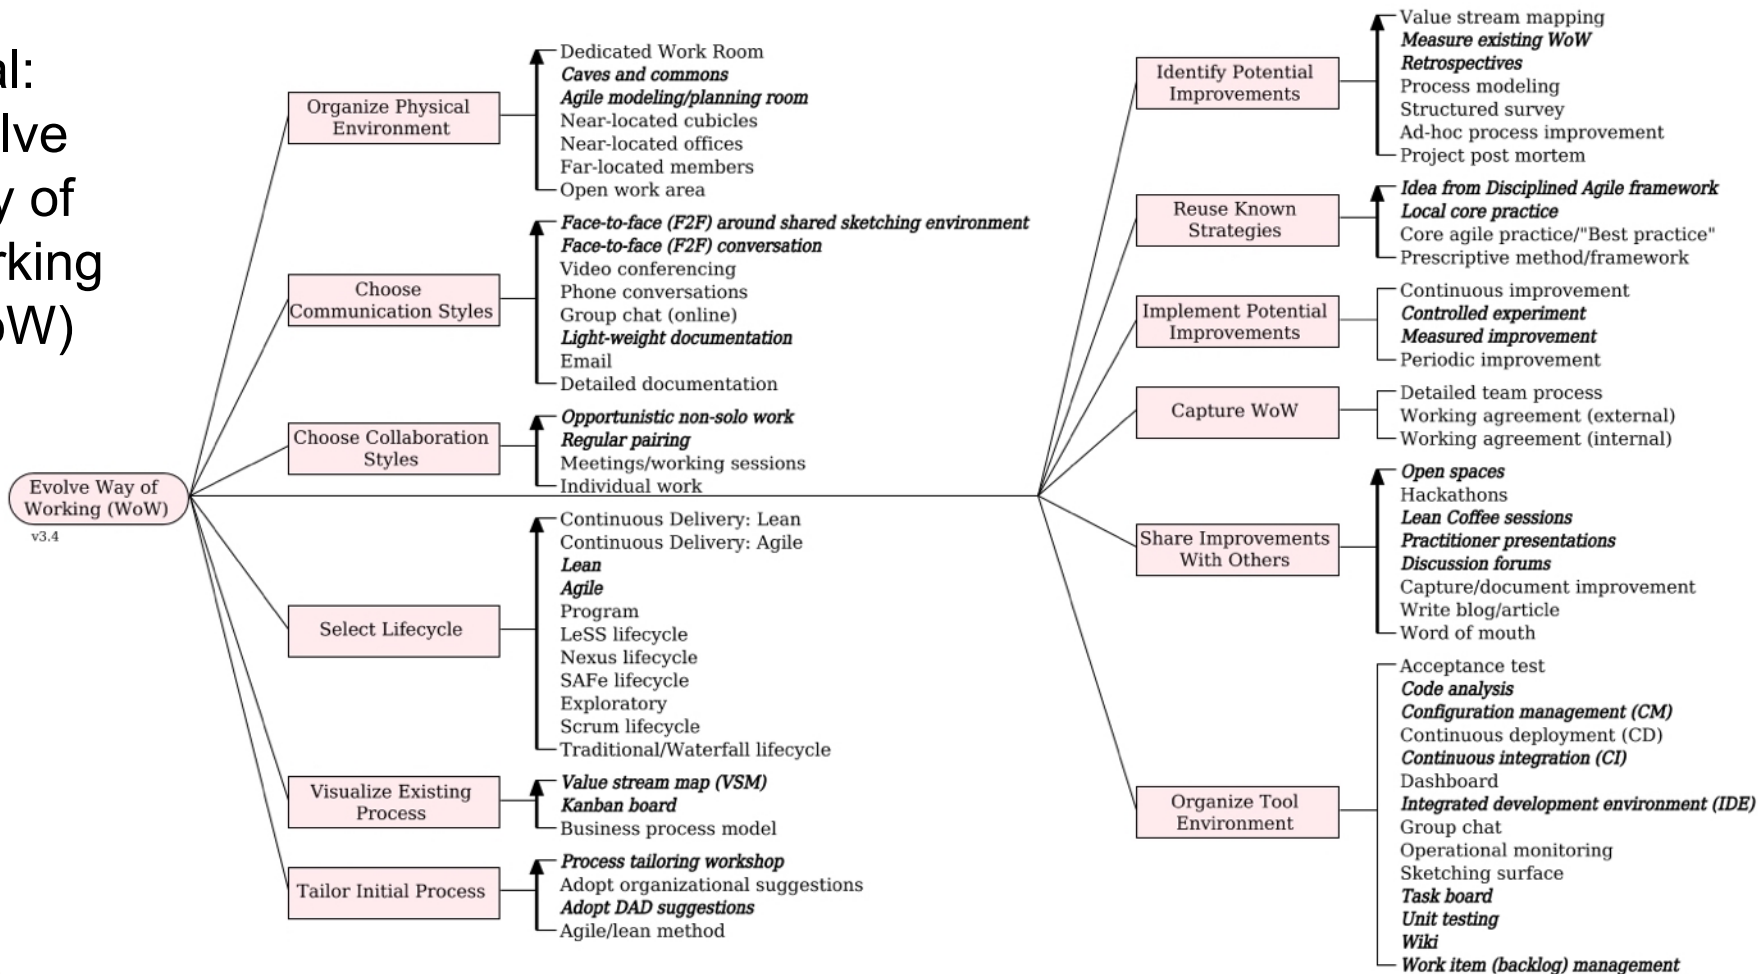 al:
lve
y of
rking
oW)
Evolve Way of
Working (WoW)
v3.4
Organize Physical
Environment
Dedicated Work Room
Caves and commons
Agile modeling/planning room
Near-located cubicles
Near-located offices
Far-located members
Open work area
Choose
Communication Styles
Face-to-face (F2F) around shared sketching environment
Face-to-face (F2F) conversation
Video conferencing
Phone conversations
Group chat (online)
Light-weight documentation
Email
Detailed documentation
Choose Collaboration
Styles
Opportunistic non-solo work
Regular pairing
Meetings/working sessions
Individual work
Select Lifecycle
Continuous Delivery: Lean
Continuous Delivery: Agile
Lean
Agile
Program
LeSS lifecycle
Nexus lifecycle
SAFe lifecycle
Exploratory
Scrum lifecycle
Traditional/Waterfall lifecycle
Visualize Existing
Process
Value stream map (VSM)
Kanban board
Business process model
Tailor Initial Process
Process tailoring workshop
Adopt organizational suggestions
Adopt DAD suggestions
Agile/lean method
Identify Potential
Improvements
Value stream mapping
Measure existing WoW
Retrospectives
Process modeling
Structured survey
Ad-hoc process improvement
Project post mortem
Reuse Known
Strategies
Idea from Disciplined Agile framework
Local core practice
Core agile practice/"Best practice"
Prescriptive method/framework
Implement Potential
Improvements
Continuous improvement
Controlled experiment
Measured improvement
Periodic improvement
Capture WoW
Detailed team process
Working agreement (external)
Working agreement (internal)
Share Improvements
With Others
Open spaces
Hackathons
Lean Coffee sessions
Practitioner presentations
Discussion forums
Capture/document improvement
Write blog/article
Word of mouth
Organize Tool
Environment
Acceptance test
Code analysis
Configuration management (CM)
Continuous deployment (CD)
Continuous integration (CI)
Dashboard
Integrated development environment (IDE)
Group chat
Operational monitoring
Sketching surface
Task board
Unit testing
Wiki
Work item (backlog) management